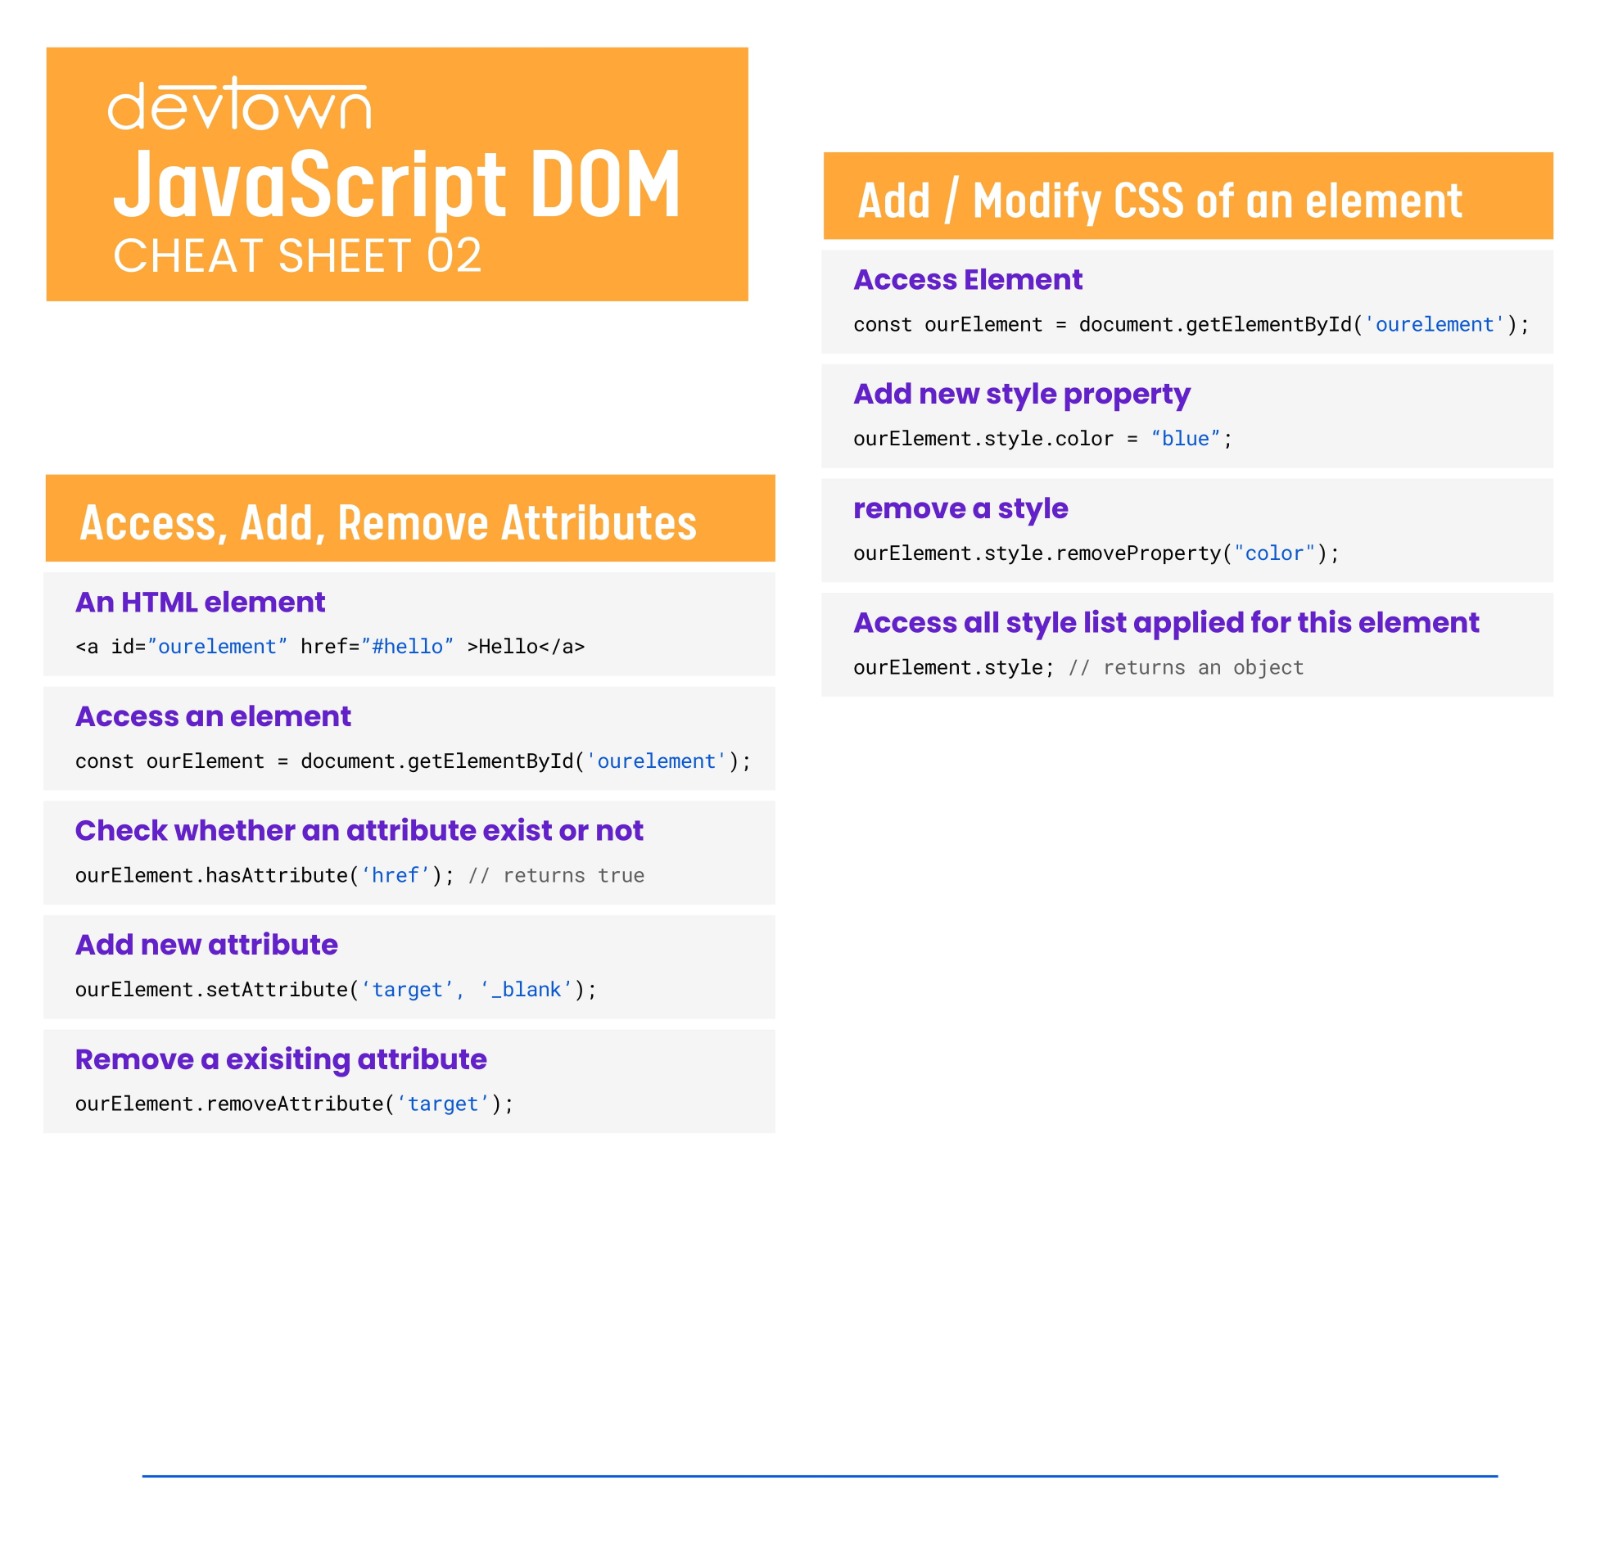 devtown
JavaScript DOM
CHEAT SHEET 02
Access, Add, Remove Attributes
An HTML element
<a id=”ourelement” href=”#hello” >Hello</a>
Access an element
const ourElement = document.getElementById('ourelement');
Check whether an attribute exist or not
ourElement.hasAttribute(‘href’); // returns true
Add new attribute
ourElement.setAttribute(‘target’, ‘_blank’);
Remove a exisiting attribute
ourElement.removeAttribute(‘target’);
Add / Modify CSS of an element
Access Element
const ourElement = document.getElementById('ourelement');
Add new style property
ourElement.style.color = “blue”;
remove a style
ourElement.style.removeProperty("color");
Access all style list applied for this element
ourElement.style; // returns an object